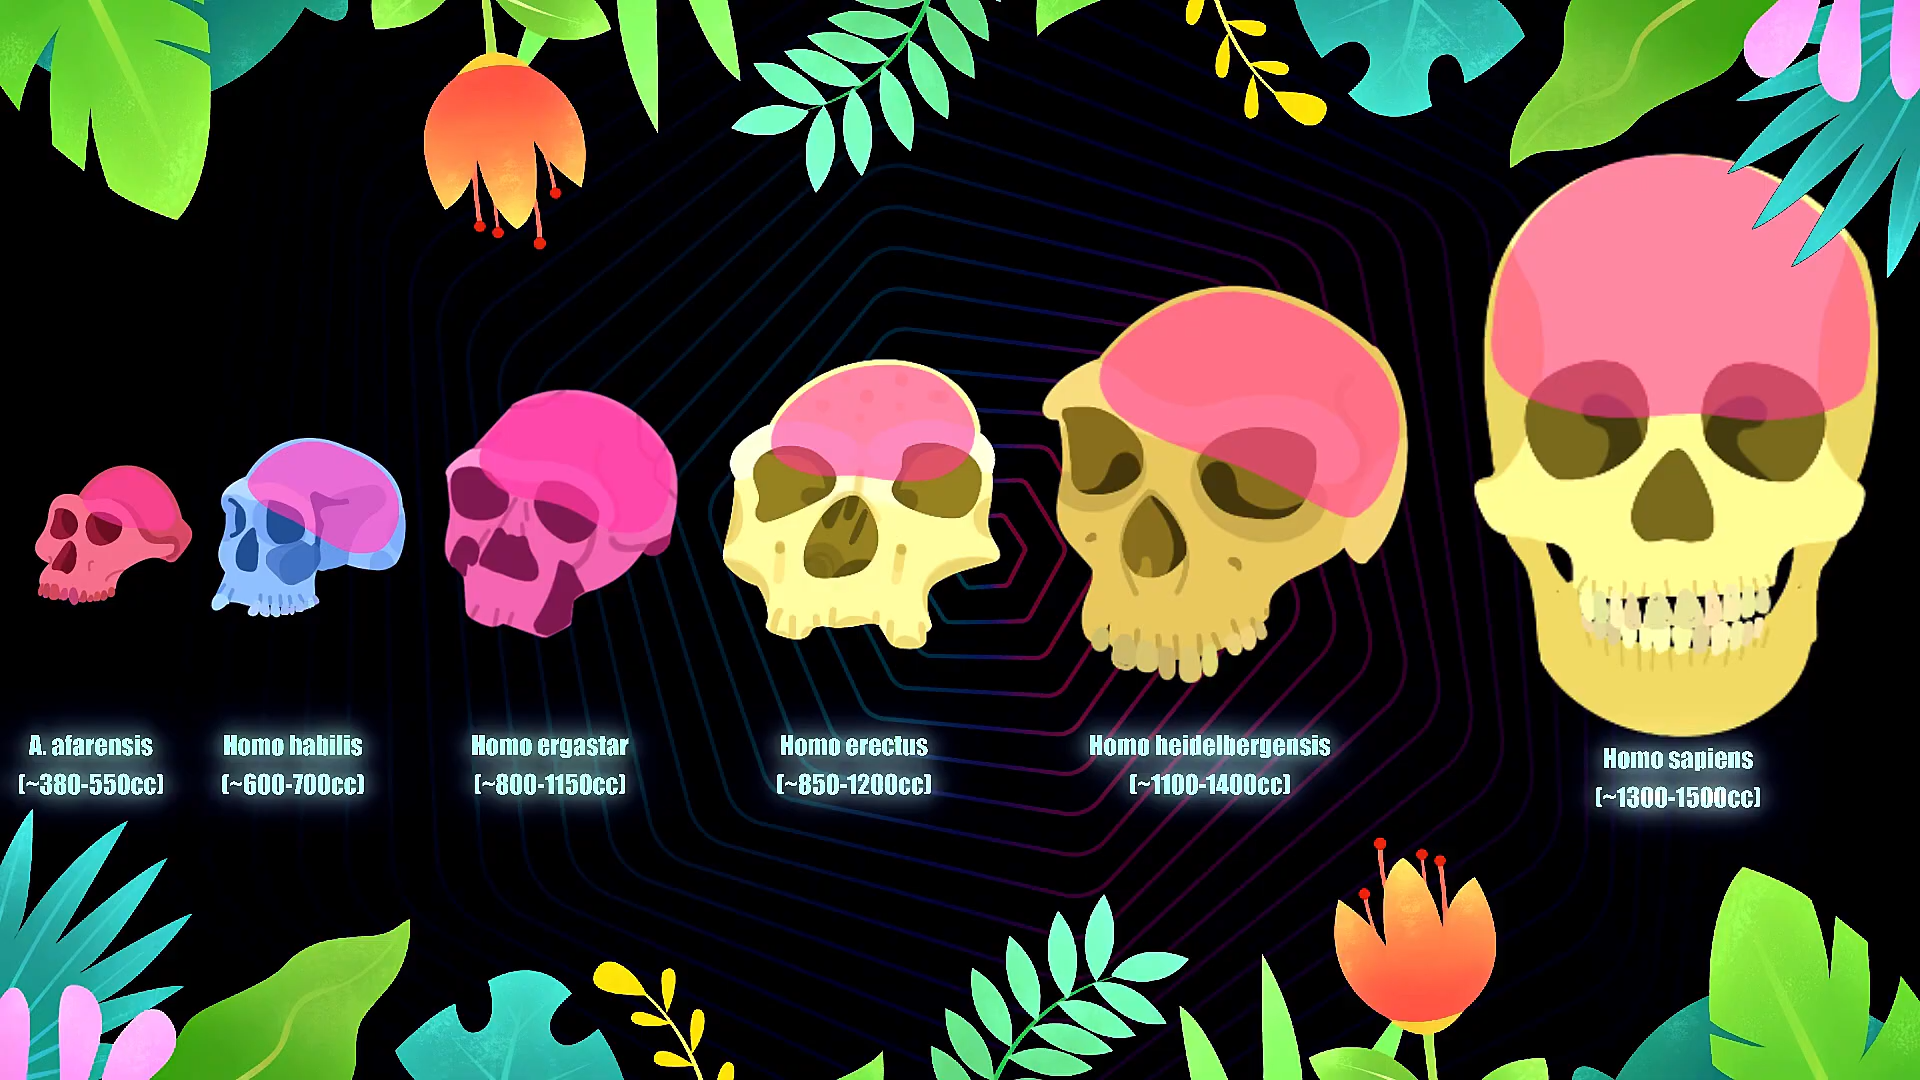 A. afarensis
(~380-550cc)
Homo habilis
(~600-700cc)
Homo ergastar
(~800-1150cc)
Homo erectus
(~850-1200cc)
Homo heidelbergensis
(~1100-1400cc)
Homo sapiens
(~1300-1500cc)